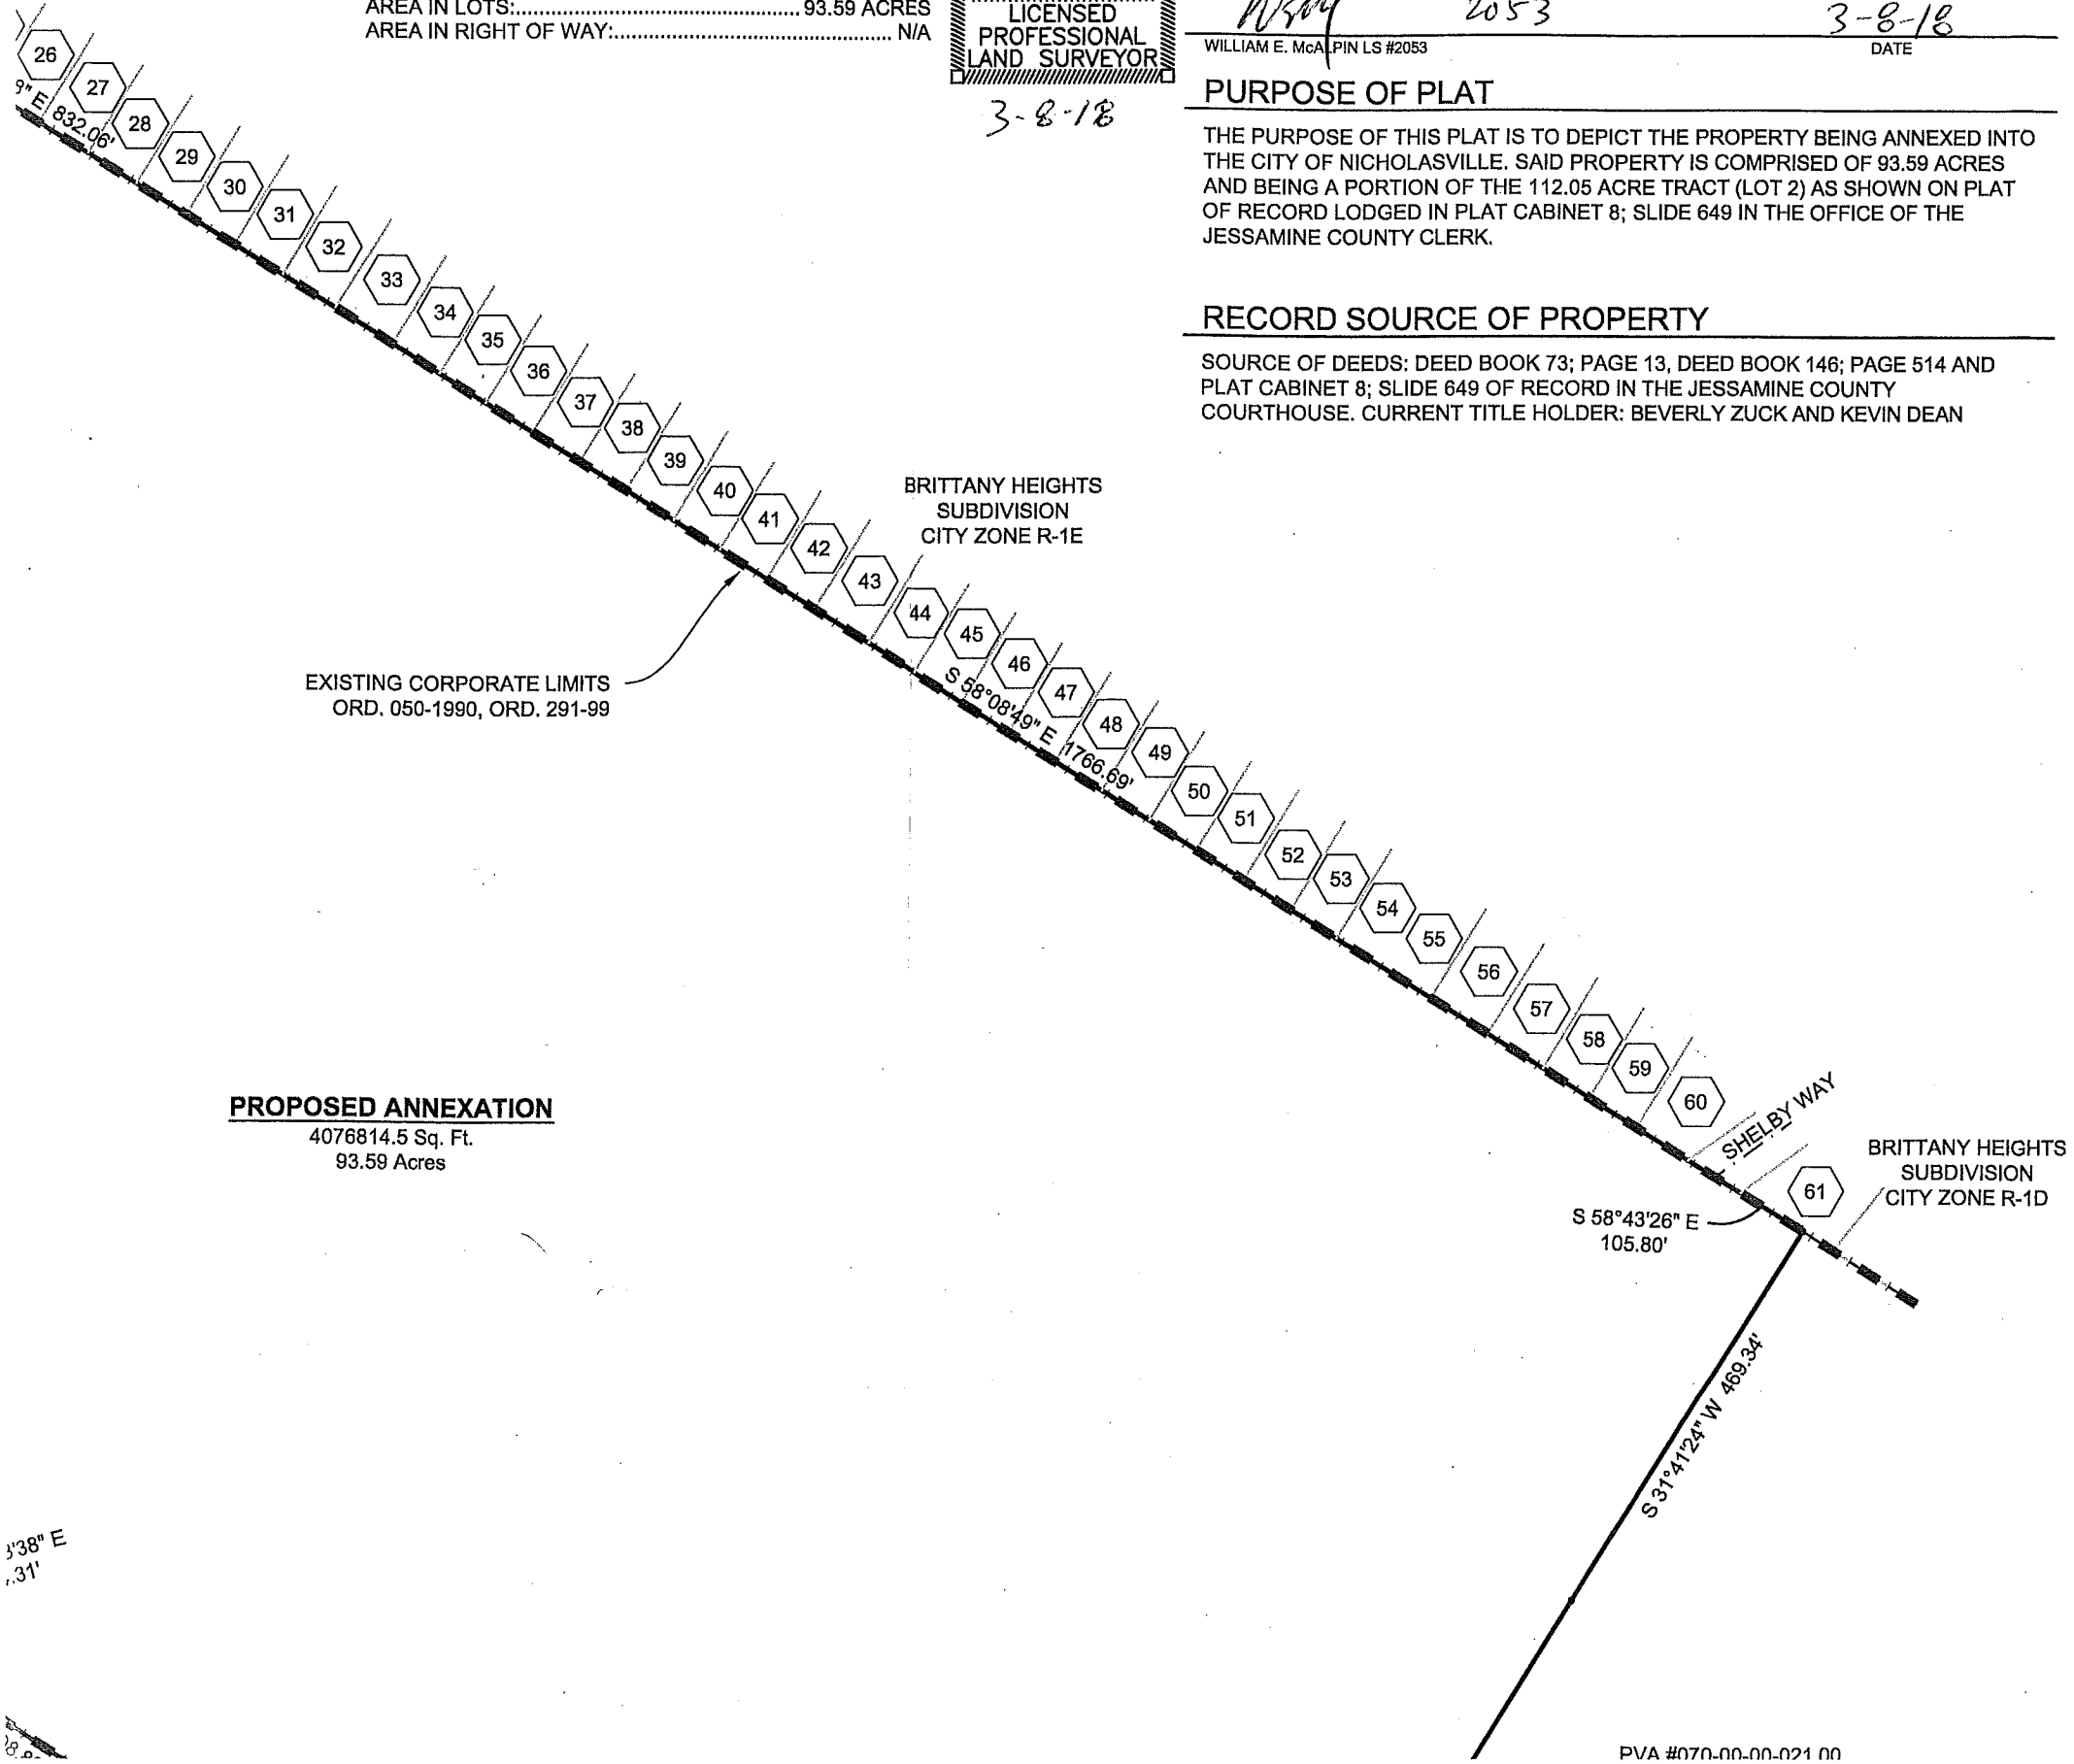 AREA IN LOTS:................................................. 93.59 ACRES
AREA IN RIGHT OF WAY:................................................. N/A
LICENSED
PROFESSIONAL
LAND SURVEYOR
3-8-18
2053
3-8-18
WILLIAM E. McALPIN LS #2053
DATE
PURPOSE OF PLAT
THE PURPOSE OF THIS PLAT IS TO DEPICT THE PROPERTY BEING ANNEXED INTO
THE CITY OF NICHOLASVILLE. SAID PROPERTY IS COMPRISED OF 93.59 ACRES
AND BEING A PORTION OF THE 112.05 ACRE TRACT (LOT 2) AS SHOWN ON PLAT
OF RECORD LODGED IN PLAT CABINET 8; SLIDE 649 IN THE OFFICE OF THE
JESSAMINE COUNTY CLERK.
RECORD SOURCE OF PROPERTY
SOURCE OF DEEDS: DEED BOOK 73; PAGE 13, DEED BOOK 146; PAGE 514 AND
PLAT CABINET 8; SLIDE 649 OF RECORD IN THE JESSAMINE COUNTY
COURTHOUSE. CURRENT TITLE HOLDER: BEVERLY ZUCK AND KEVIN DEAN
26
27
28
29
30
31
32
33
34
35
36
37
38
39
40
41
42
43
44
45
46
47
48
49
50
51
52
53
54
55
56
57
58
59
60
61
9" E 832.06'
BRITTANY HEIGHTS
SUBDIVISION
CITY ZONE R-1E
EXISTING CORPORATE LIMITS
ORD. 050-1990, ORD. 291-99
S 58°08'49" E 1766.69'
PROPOSED ANNEXATION
4076814.5 Sq. Ft.
93.59 Acres
SHELBY WAY
BRITTANY HEIGHTS
SUBDIVISION
CITY ZONE R-1D
S 58°43'26" E
105.80'
S 31°41'24" W 469.34'
'38" E
.31'
PVA #070-00-00-021.00